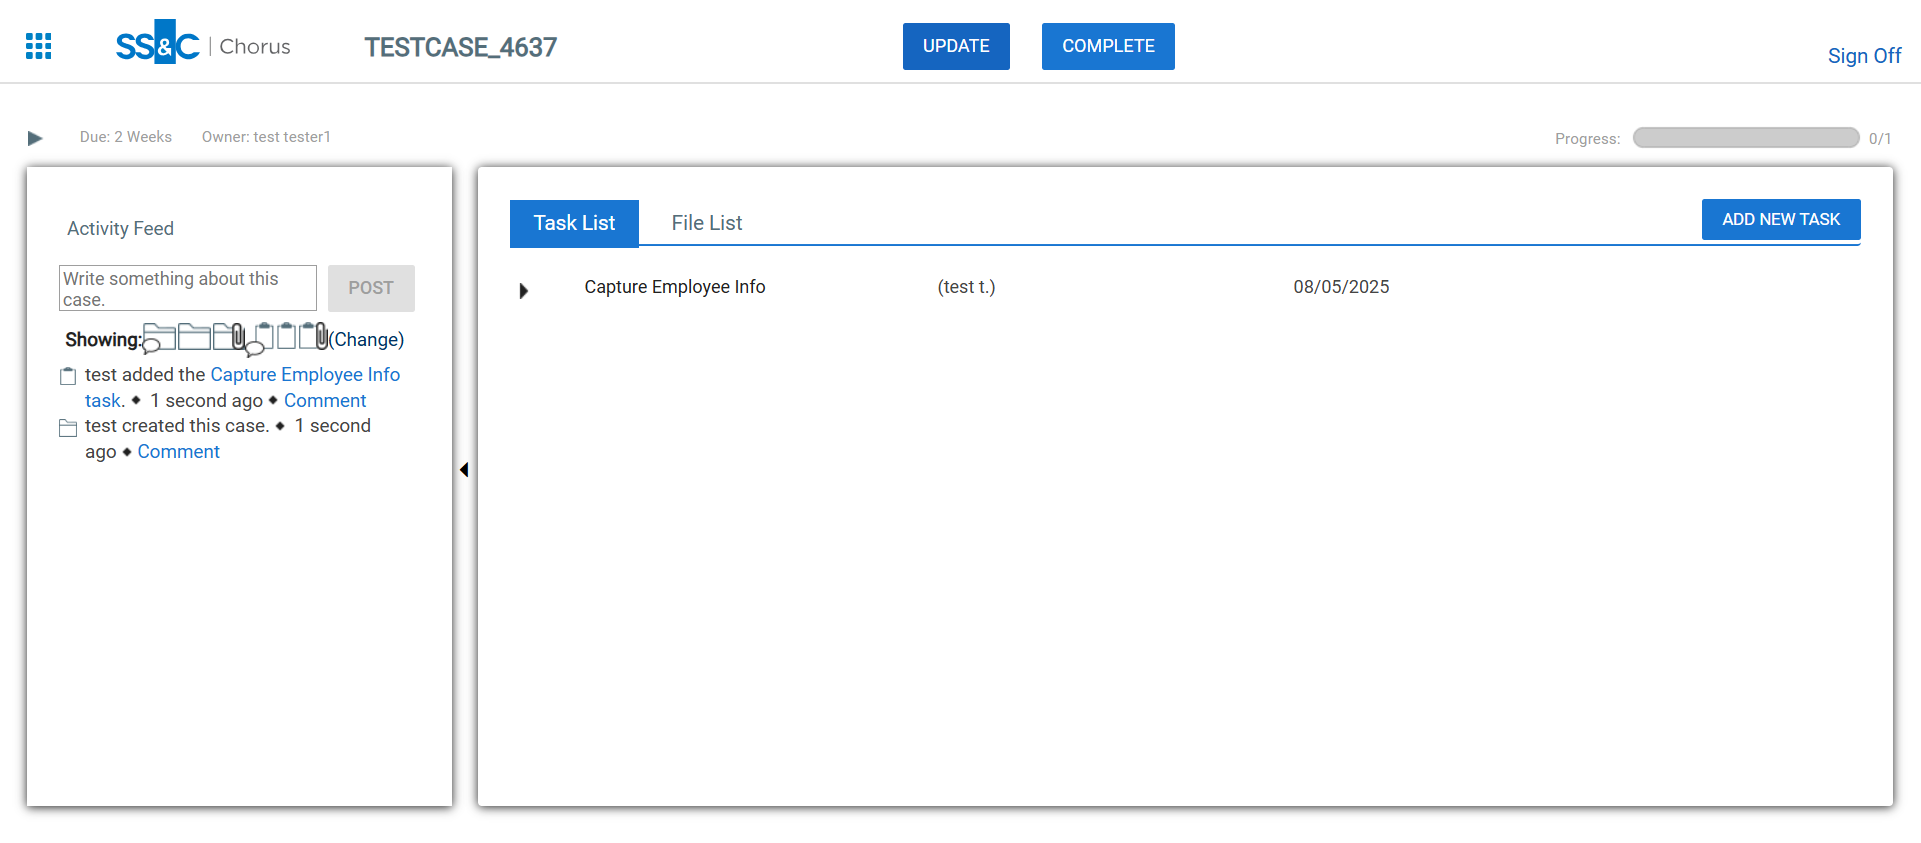 SS&C | Chorus
TESTCASE_4637
UPDATE
COMPLETE
Sign Off
Due: 2 Weeks
Owner: test tester1
Progress:
0/1
Activity Feed
Write something about this
case.
POST
Showing:
(Change)
test added the Capture Employee Info
task. ◆ 1 second ago ◆ Comment
test created this case. ◆ 1 second
ago ◆ Comment
Task List
File List
ADD NEW TASK
Capture Employee Info
(test t.)
08/05/2025